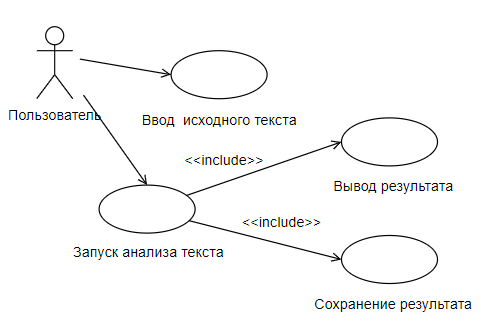 Пользователь
Ввод исходного текста
<<include>>
Вывод результата
<<include>>
Запуск анализа текста
Сохранение результата